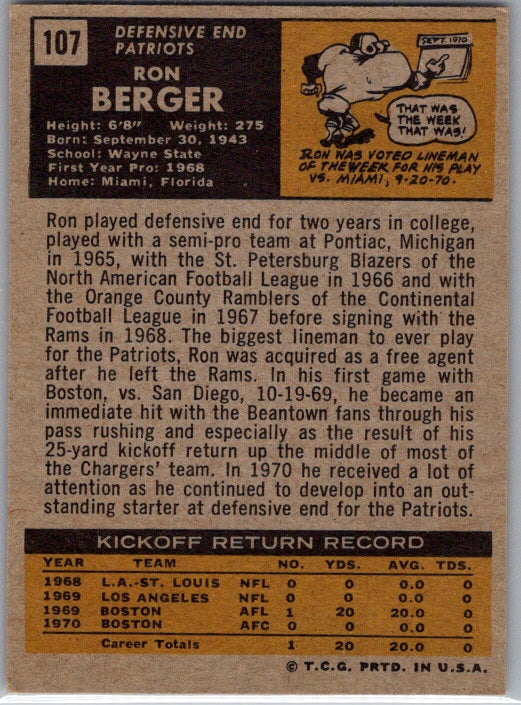 107
DEFENSIVE END
PATRIOTS
RON
BERGER
Height: 6'8" Weight: 275
Born: September 30, 1943
School: Wayne State
First Year Pro: 1968
Home: Miami, Florida
SEPT. 1970
THAT WAS
THE WEEK
THAT WAS!
RON WAS VOTED LINEMAN
OF THE WEEK FOR HIS PLAY
VS. MIAMI, 9-20-70.
Ron played defensive end for two years in college,
played with a semi-pro team at Pontiac, Michigan
in 1965, with the St. Petersburg Blazers of the
North American Football League in 1966 and with
the Orange County Ramblers of the Continental
Football League in 1967 before signing with the
Rams in 1968. The biggest lineman to ever play
for the Patriots, Ron was acquired as a free agent
after he left the Rams. In his first game with
Boston, vs. San Diego, 10-19-69, he became an
immediate hit with the Beantown fans through his
pass rushing and especially as the result of his
25-yard kickoff return up the middle of most of
the Chargers' team. In 1970 he received a lot of
attention as he continued to develop into an out-
standing starter at defensive end for the Patriots.
KICKOFF RETURN RECORD
YEAR TEAM NO. YDS. AVG. TDS.
1968 L.A.-ST. LOUIS NFL 0 0 0.0 0
1969 LOS ANGELES NFL 0 0 0.0 0
1969 BOSTON AFL 1 20 20.0 0
1970 BOSTON AFC 0 0 0.0 0
Career Totals 1 20 20.0 0
© T.C.G. PRTD. IN U.S.A.